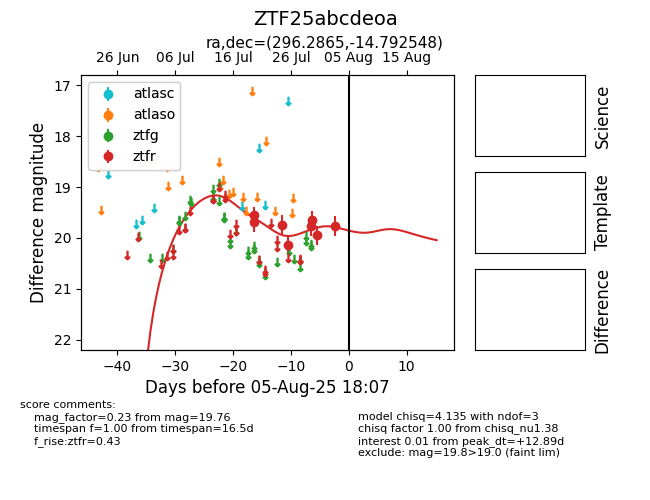 ZTF25abcdeoa
ra,dec=(296.2865,-14.792548)
26 Jun 06 Jul 16 Jul 26 Jul 05 Aug 15 Aug
atlasc
atlaso
ztfg
ztfr
17
18
19
20
21
22
Difference magnitude
−40 −30 −20 −10 0 10
Days before 05-Aug-25 18:07
Science
Template
Difference
score comments:
mag_factor=0.23 from mag=19.76
timespan f=1.00 from timespan=16.5d
f_rise:ztfr=0.43
model chisq=4.135 with ndof=3
chisq factor 1.00 from chisq_nu1.38
interest 0.01 from peak_dt=+12.89d
exclude: mag=19.8>19.0 (faint lim)